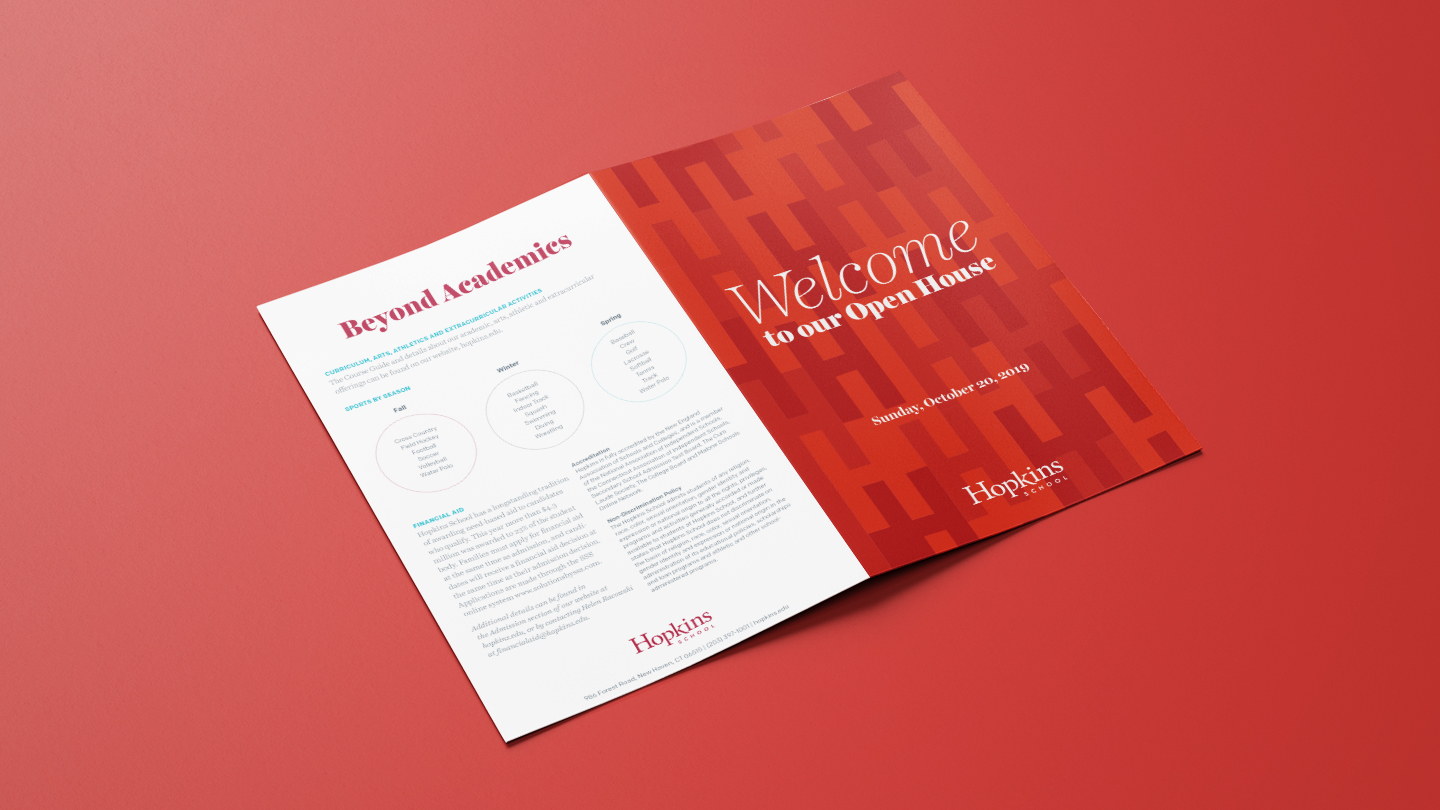 Beyond Academics
CURRICULUM, ARTS, ATHLETICS AND EXTRACURRICULAR ACTIVITIES
The Course Guide and details about our academic, arts, athletic and extracurricular
offerings can be found on our website, hopkins.edu.
SPORTS BY SEASON
Fall
Cross Country
Field Hockey
Football
Soccer
Volleyball
Water Polo
Winter
Basketball
Fencing
Indoor Track
Squash
Swimming
Diving
Wrestling
Spring
Baseball
Crew
Golf
Lacrosse
Softball
Tennis
Track
Water Polo
FINANCIAL AID
Hopkins School has a longstanding tradition
of awarding need based aid to candidates
who qualify. This year more than
million was awarded to 23% of the student
body. Families must apply for financial aid
at the same time as admission, and candi-
dates will receive a financial aid decision at
the same time as their admission decision.
Applications are made through the SSS
online system www.solutionsbysss.com.
Additional details can be found in
the Admission section of our website at
hopkins.edu, or by contacting Helen
at financialaid@hopkins.edu.
Accreditation
Hopkins is fully accredited by the New England
Association of Schools and Colleges, and is a member
of the National Association of Independent Schools,
the Connecticut Association of Independent Schools,
Secondary School Admission Test Board, The Cum
Laude Society, The College Board and Malone Schools
Online Network.
Non-Discrimination Policy
The Hopkins School admits students of any religion,
race, color, sexual orientation, gender identity and
expression or national origin to all the rights, privileges,
programs and activities generally accorded or made
available to students at Hopkins School, and further
states that Hopkins School does not discriminate on
the basis of religion, race, color, sexual orientation,
gender identity and expression or national origin in the
administration of its educational policies, scholarships
and loan programs and athletic and other school-
administered programs.
Hopkins
SCHOOL
986 Forest Road, New Haven, CT 06515 | (203) 397-1001 | hopkins.edu
Welcome
to our Open House
Sunday, October 20, 2019
Hopkins
SCHOOL